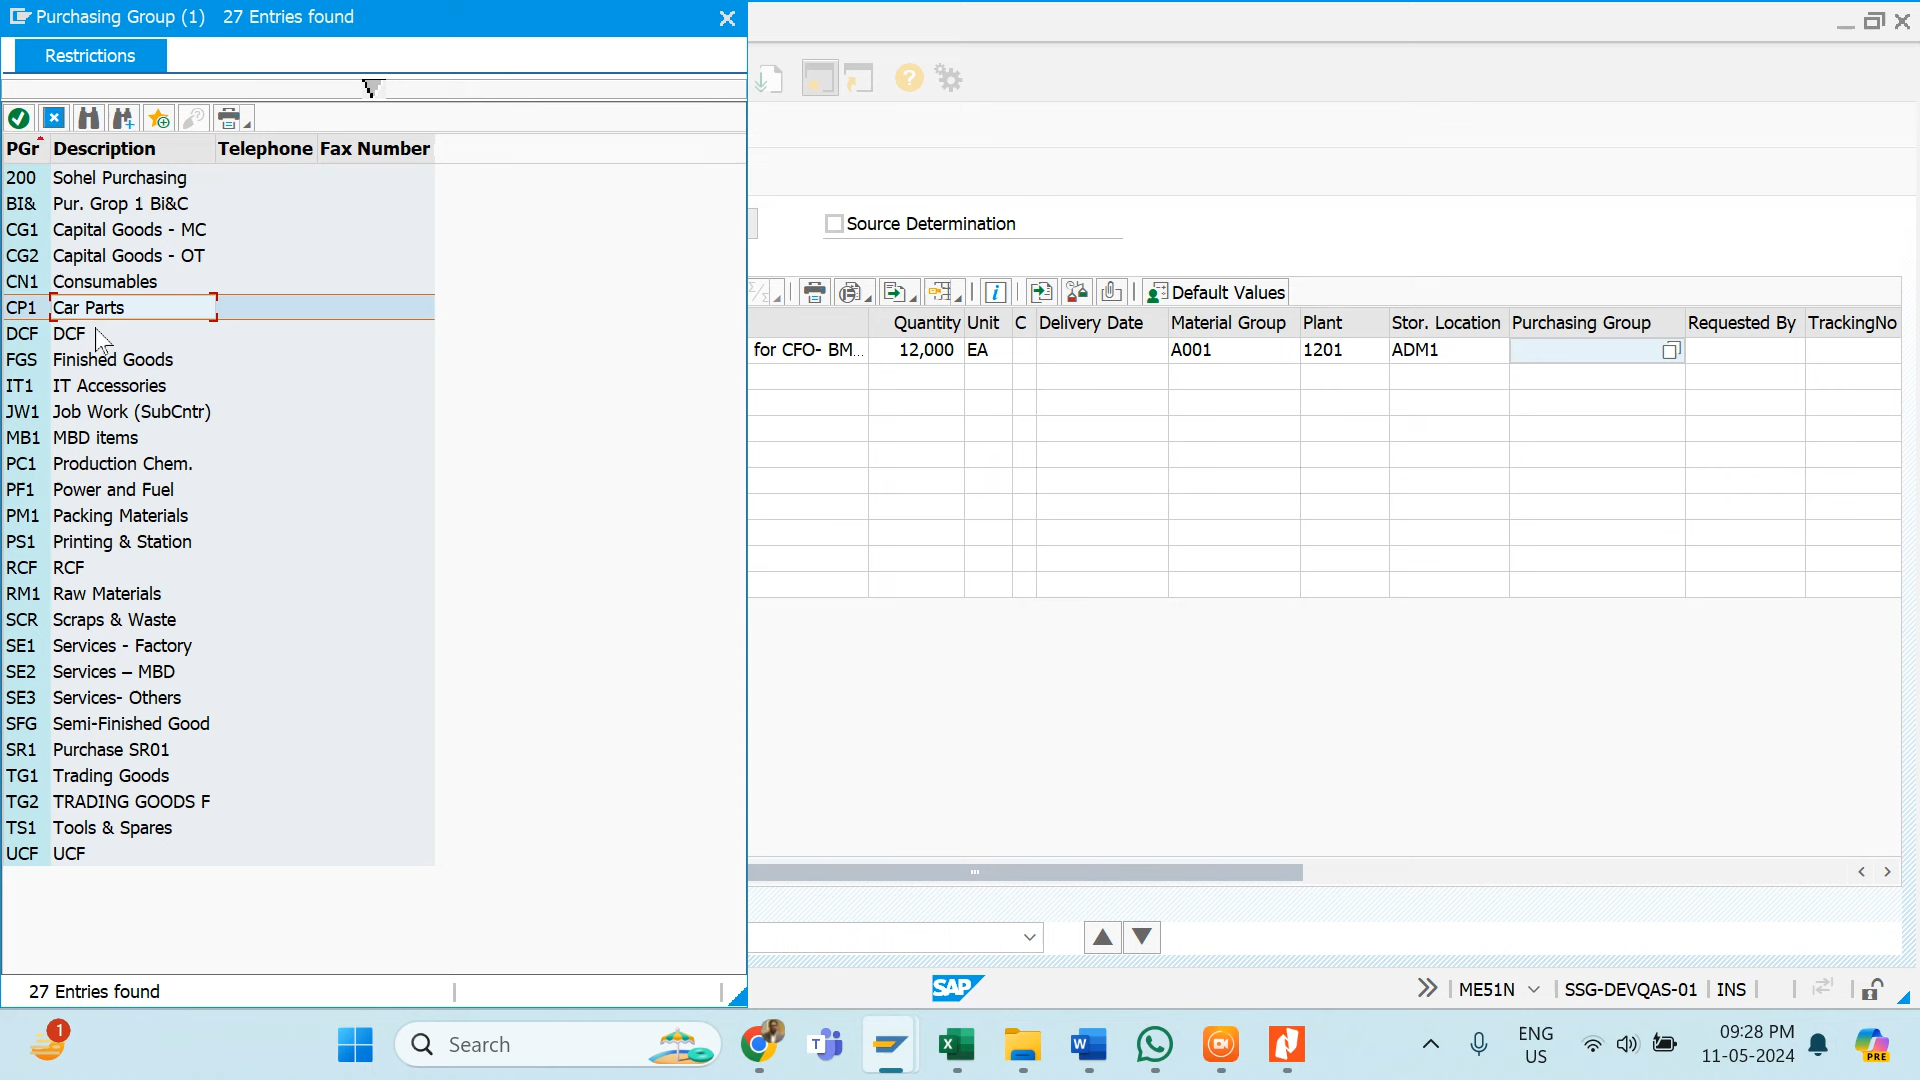 Purchasing Group (1) 27 Entries found
Restrictions
PGr Description Telephone Fax Number
200 Sohel Purchasing
BI& Pur. Grop 1 Bi&C
CG1 Capital Goods - MC
CG2 Capital Goods - OT
CN1 Consumables
CP1 Car Parts
DCF DCF
FGS Finished Goods
IT1 IT Accessories
JW1 Job Work (SubCntr)
MB1 MBD items
PC1 Production Chem.
PF1 Power and Fuel
PM1 Packing Materials
PS1 Printing & Station
RCF RCF
RM1 Raw Materials
SCR Scraps & Waste
SE1 Services - Factory
SE2 Services – MBD
SE3 Services- Others
SFG Semi-Finished Good
SR1 Purchase SR01
TG1 Trading Goods
TG2 TRADING GOODS F
TS1 Tools & Spares
UCF UCF
27 Entries found
Source Determination
Default Values
Quantity Unit C Delivery Date Material Group Plant Stor. Location Purchasing Group Requested By TrackingNo
for CFO- BM... 12,000 EA A001 1201 ADM1
SAP
ME51N SSG-DEVQAS-01 INS
1
Search
ENG
US
09:28 PM
11-05-2024
PRE